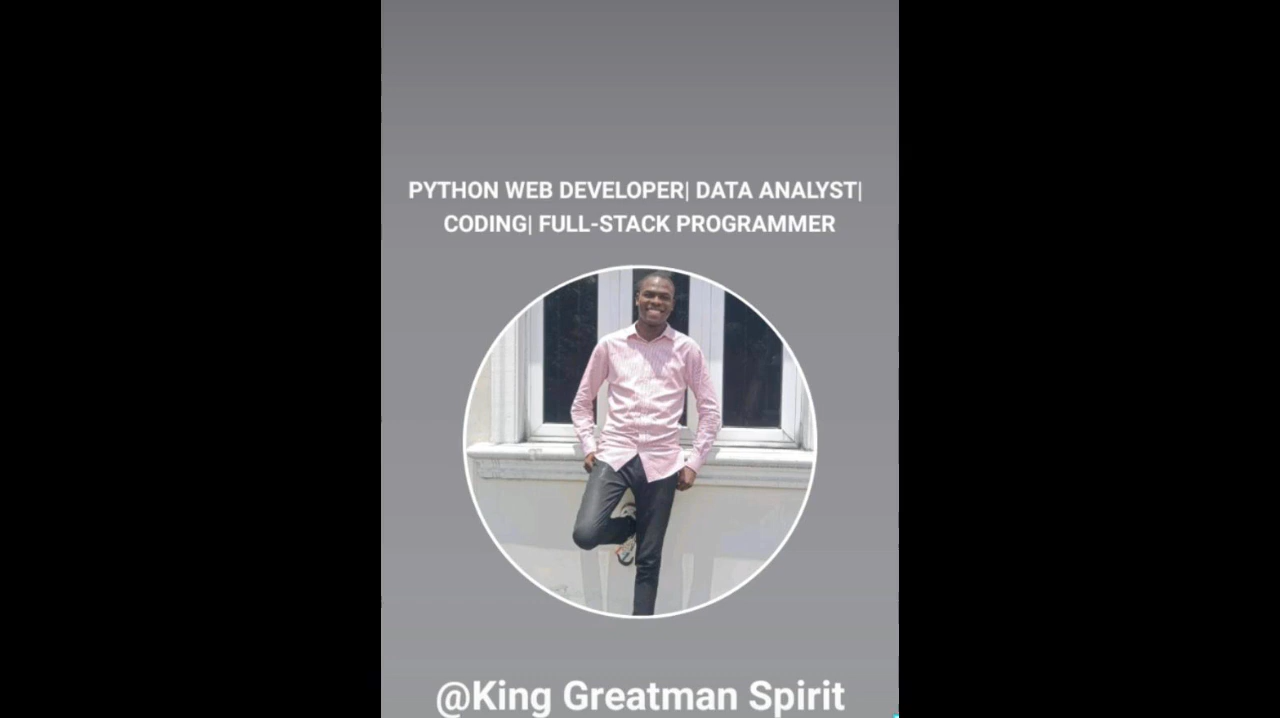 PYTHON WEB DEVELOPER| DATA ANALYST|
CODING| FULL-STACK PROGRAMMER
@King Greatman Spirit